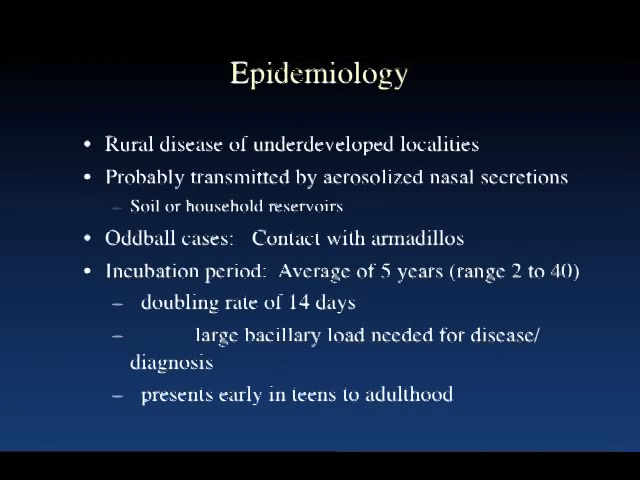 Epidemiology
• Rural disease of underdeveloped localities
• Probably transmitted by aerosolized nasal secretions
– Soil or household reservoirs
• Oddball cases: Contact with armadillos
• Incubation period: Average of 5 years (range 2 to 40)
– doubling rate of 14 days
– large bacillary load needed for disease/
diagnosis
– presents early in teens to adulthood